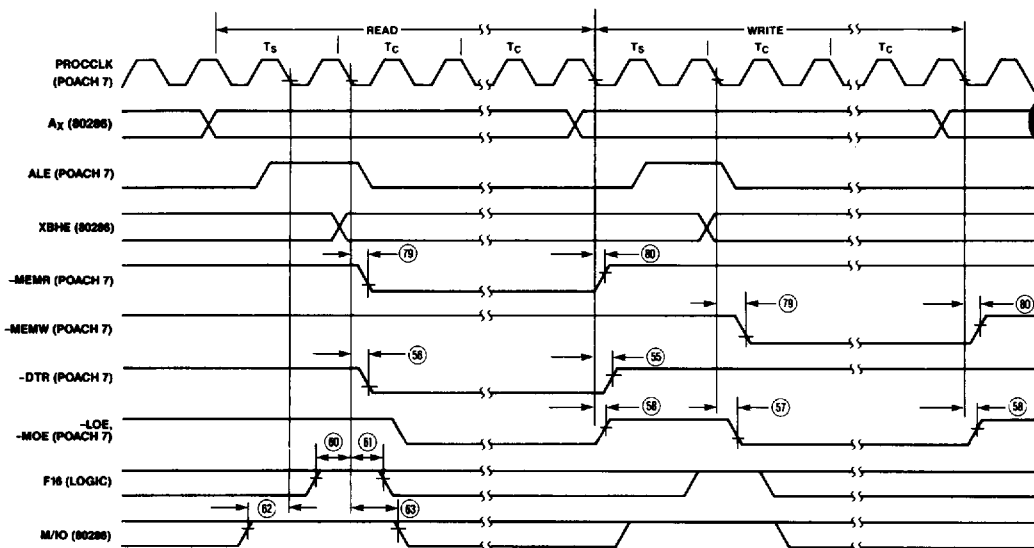 READ WRITE
TS TC TC TS TC TC
PROCCLK
(POACH 7)
AX (80286)
ALE (POACH 7)
XBHE (80286)
79 80
-MEMR (POACH 7)
79 80
-MEMW (POACH 7)
58 55
-DTR (POACH 7)
-LOE,
56 57 58
-MOE (POACH 7)
60 61
F16 (LOGIC)
62 63
M/IO (80286)